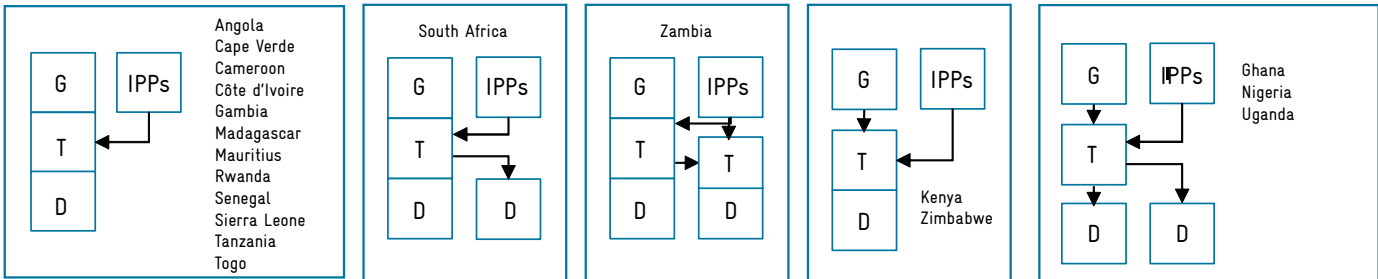 G
IPPs
T
D
Angola
Cape Verde
Cameroon
Côte d'Ivoire
Gambia
Madagascar
Mauritius
Rwanda
Senegal
Sierra Leone
Tanzania
Togo
South Africa
G
IPPs
T
D
D
Zambia
G
IPPs
T
T
D
D
G
IPPs
T
D
Kenya
Zimbabwe
G
IPPs
T
D
D
Ghana
Nigeria
Uganda